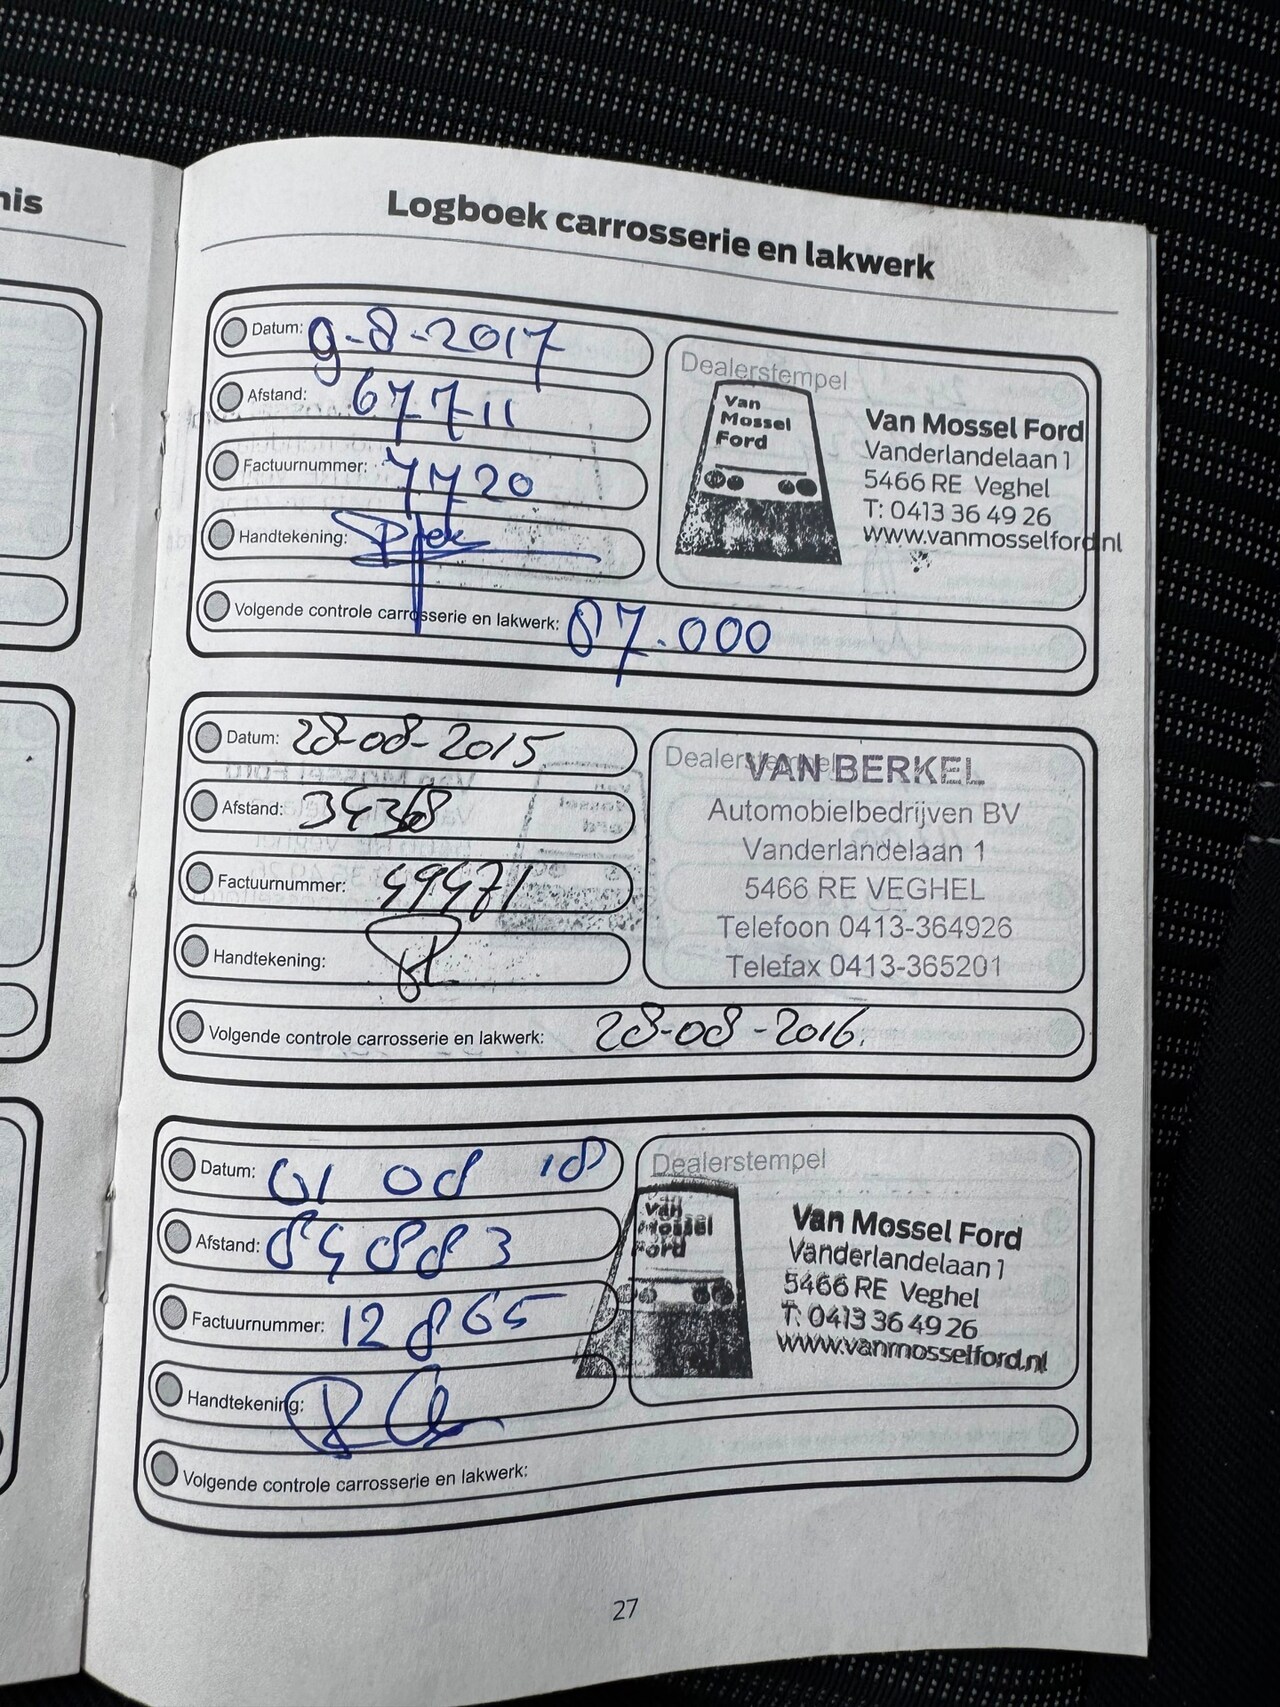 nis
Logboek carrosserie en lakwerk
Datum: 9-8-2017
Afstand: 67711
Factuurnummer: 7720
Handtekening:
Volgende controle carrosserie en lakwerk: 87.000
Dealerstempel
Van
Mossel
Ford
Van Mossel Ford
Vanderlandelaan 1
5466 RE Veghel
T: 0413 36 49 26
www.vanmosselford.nl
Datum: 28-08-2015
Afstand: 34368
Factuurnummer: 49471
Handtekening:
Volgende controle carrosserie en lakwerk: 28-08-2016.
Dealerstempel
VAN BERKEL
Automobielbedrijven BV
Vanderlandelaan 1
5466 RE VEGHEL
Telefoon 0413-364926
Telefax 0413-365201
Datum: 01 08 18
Afstand: 84883
Factuurnummer: 12865
Handtekening:
Volgende controle carrosserie en lakwerk:
Dealerstempel
Van
Mossel
Ford
Van Mossel Ford
Vanderlandelaan 1
5466 RE Veghel
T: 0413 36 49 26
www.vanmosselford.nl
27